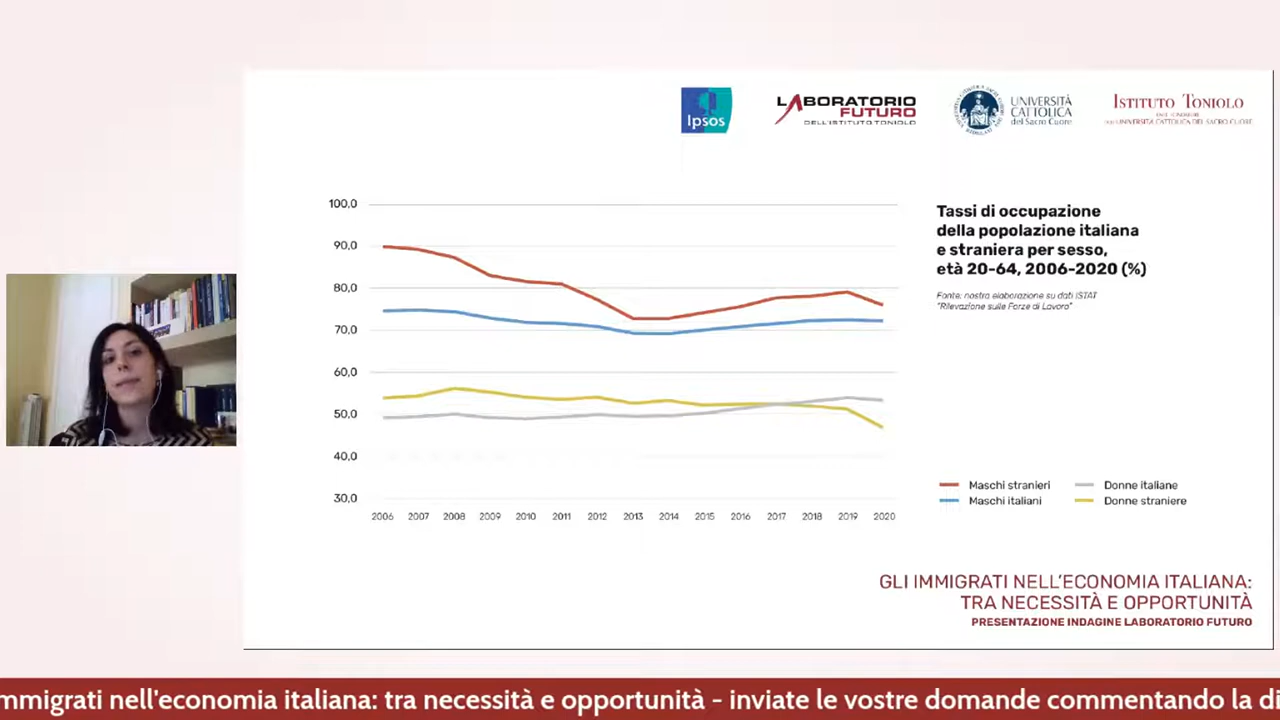 Ipsos
LABORATORIO
FUTURO
DELL'ISTITUTO TONIOLO
UNIVERSITÀ
CATTOLICA
del Sacro Cuore
ISTITUTO TONIOLO
UNIVERSITÀ CATTOLICA DEL SACRO CUORE
100,0
90,0
80,0
70,0
60,0
50,0
40,0
30,0
2006 2007 2008 2009 2010 2011 2012 2013 2014 2015 2016 2017 2018 2019 2020
Tassi di occupazione
della popolazione italiana
e straniera per sesso,
età 20-64, 2006-2020 (%)
Fonte: nostra elaborazione su dati ISTAT
"Rilevazione sulle Forze di Lavoro"
Maschi stranieri
Donne italiane
Maschi italiani
Donne straniere
GLI IMMIGRATI NELL'ECONOMIA ITALIANA:
TRA NECESSITÀ E OPPORTUNITÀ
PRESENTAZIONE INDAGINE LABORATORIO FUTURO
mmigrati nell'economia italiana: tra necessità e opportunità - inviate le vostre domande commentando la di